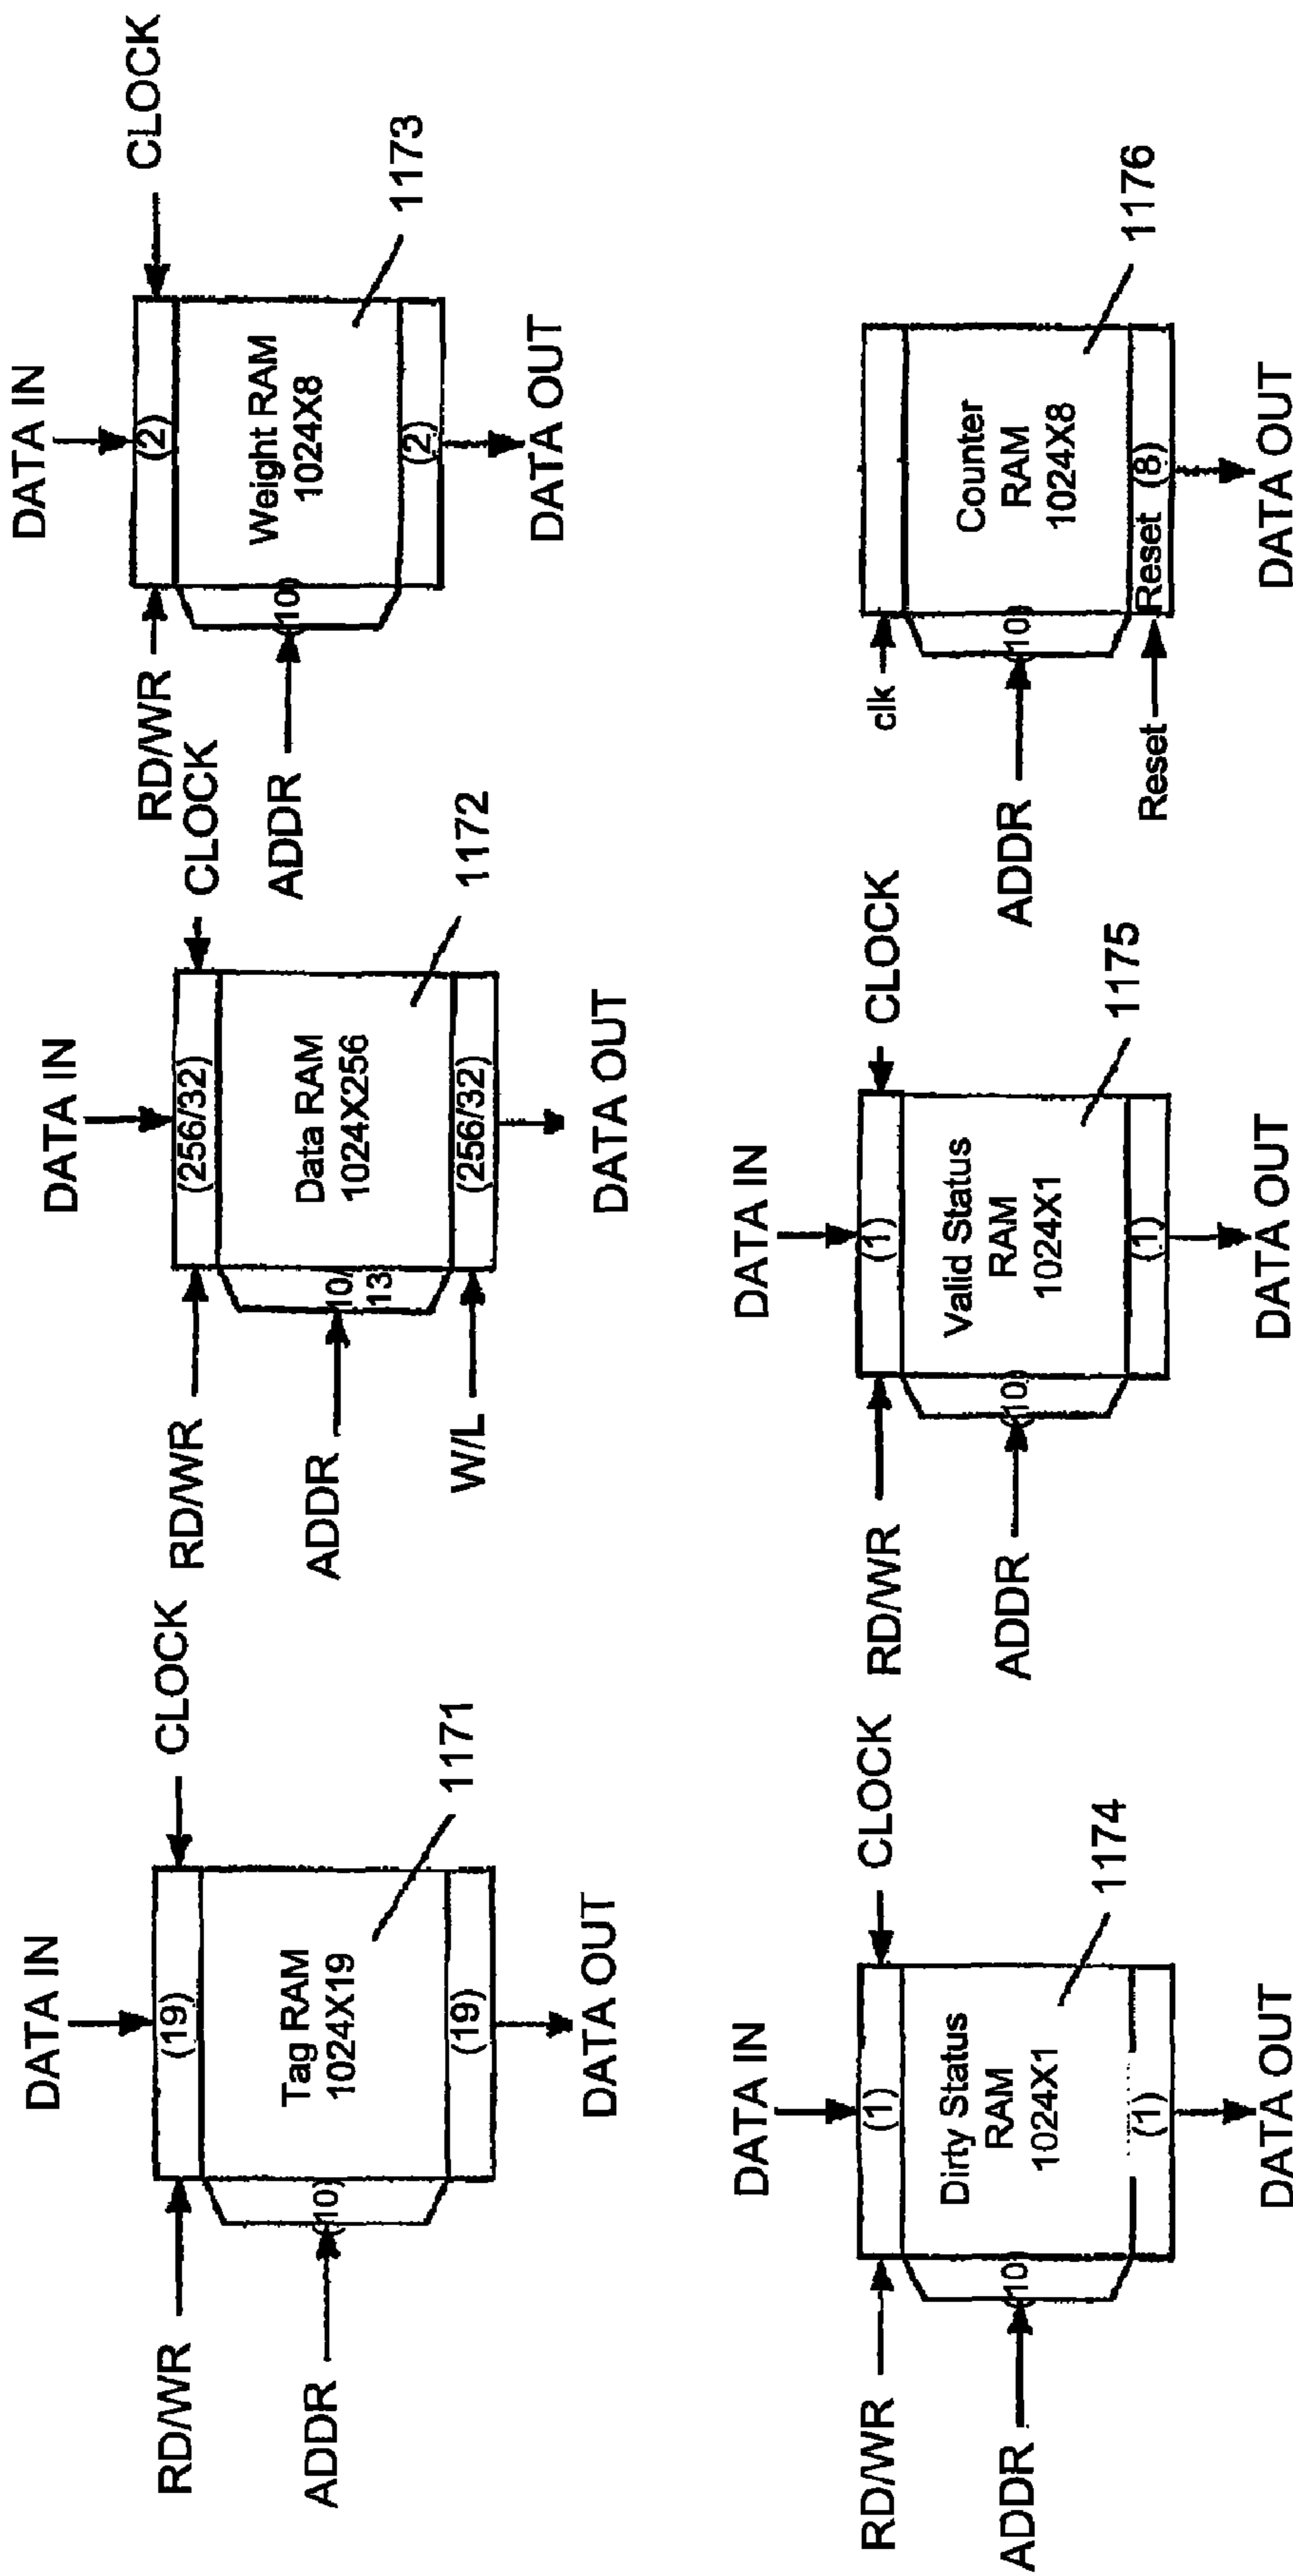 DATA IN
RD/WR
(19)
CLOCK
Tag RAM
1024X19
ADDR
(10)
(19)
DATA OUT
1171
DATA IN
RD/WR
(256/32)
CLOCK
Data RAM
1024X256
ADDR
10/
13
W/L
(256/32)
DATA OUT
1172
DATA IN
RD/WR
(2)
CLOCK
Weight RAM
1024X8
ADDR
(10)
(2)
DATA OUT
1173
DATA IN
RD/WR
(1)
CLOCK
Dirty Status
RAM
1024X1
ADDR
(10)
(1)
DATA OUT
1174
DATA IN
RD/WR
(1)
CLOCK
Valid Status
RAM
1024X1
ADDR
(10)
(1)
DATA OUT
1175
clk
Counter
RAM
1024X8
ADDR
(10)
Reset
Reset (8)
DATA OUT
1176